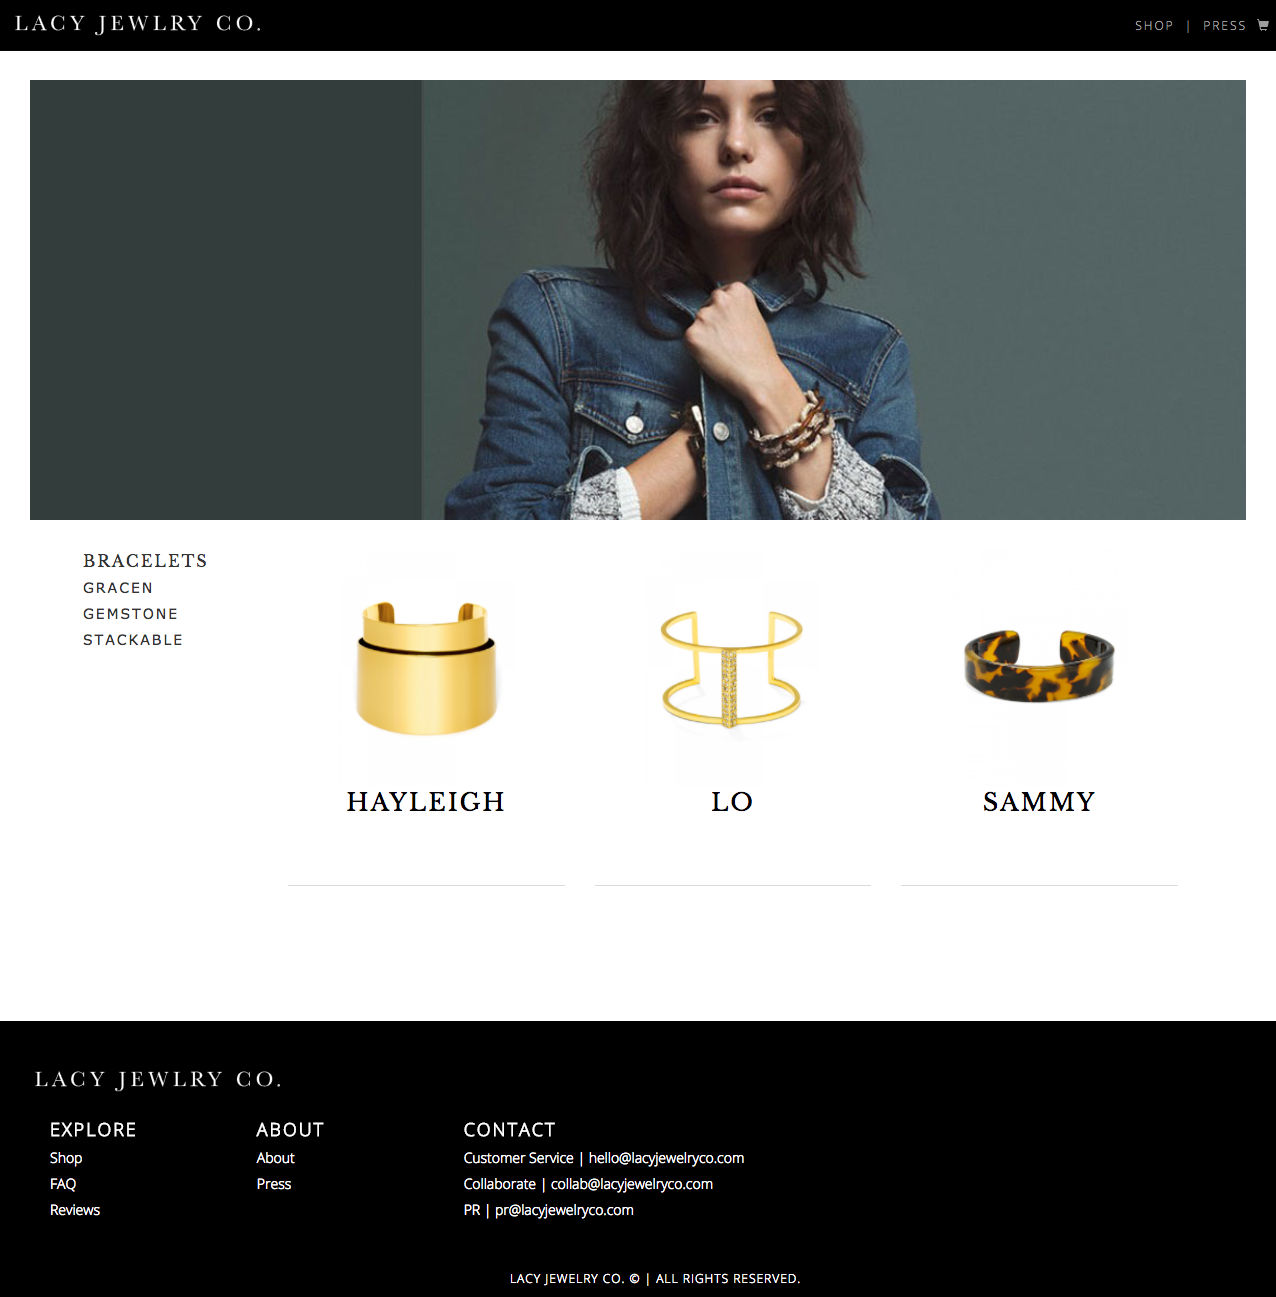 LACY JEWLRY CO.
SHOP | PRESS
BRACELETS
GRACEN
GEMSTONE
STACKABLE
HAYLEIGH
LO
SAMMY
LACY JEWLRY CO.
EXPLORE
Shop
FAQ
Reviews
ABOUT
About
Press
CONTACT
Customer Service | hello@lacyjewelryco.com
Collaborate | collab@lacyjewelryco.com
PR | pr@lacyjewelryco.com
LACY JEWELRY CO. © | ALL RIGHTS RESERVED.